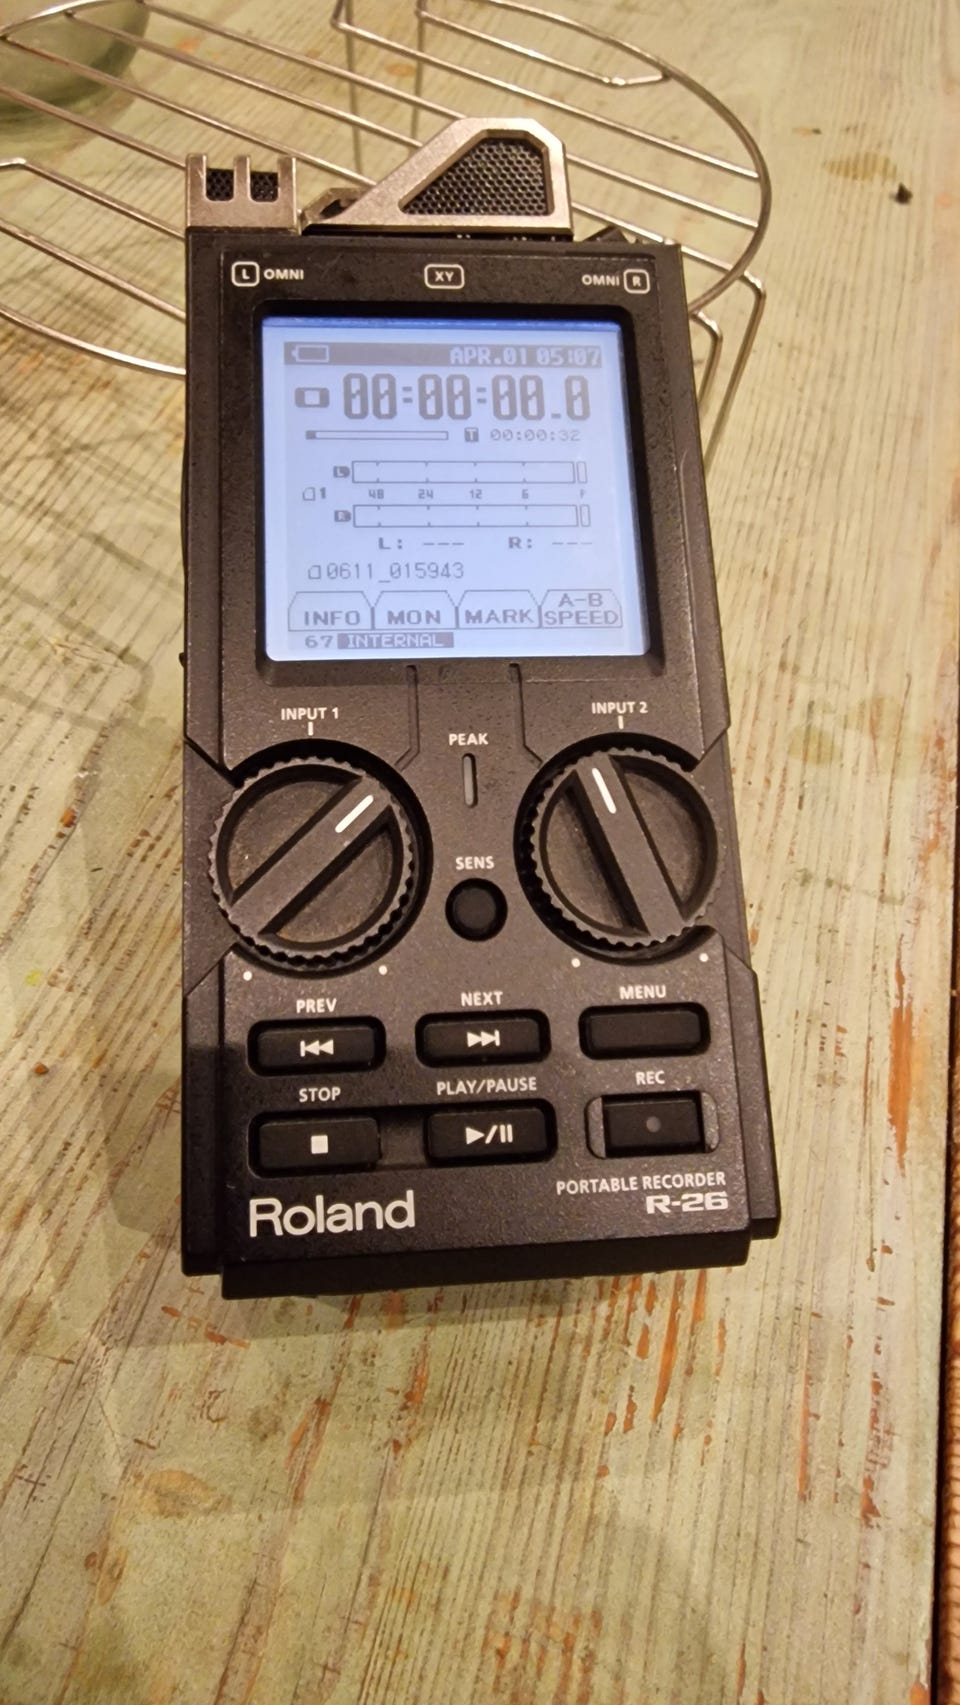 L OMNI XY OMNI R
APR.01 05:07
00:00:00.0
T 00:00:32
L
1 48 24 12 6
R
L: --- R: ---
0611_015943
INFO MON MARK A-B SPEED
67 INTERNAL
INPUT 1 INPUT 2
PEAK
SENS
PREV NEXT MENU
STOP PLAY/PAUSE REC
PORTABLE RECORDER
Roland R-26